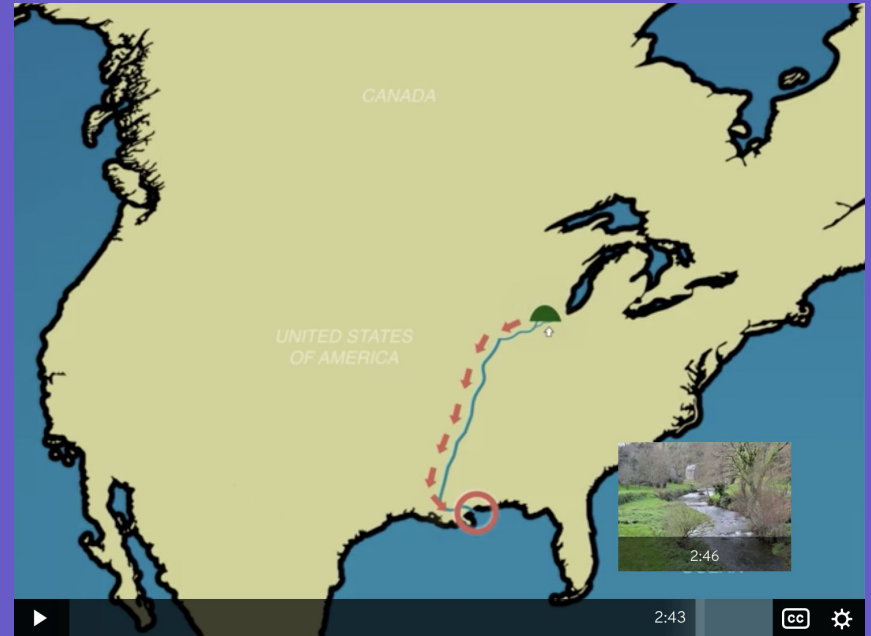 CANADA
UNITED STATES
OF AMERICA
2:46
2:43
CC